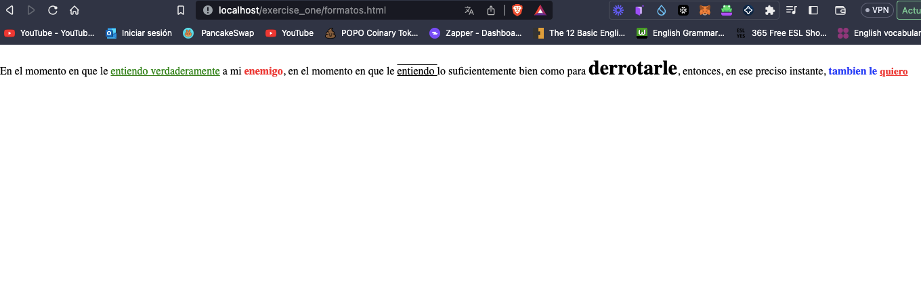 localhost/exercise_one/formatos.html VPN Actu
YouTube - YouTub... Iniciar sesión PancakeSwap YouTube POPO Coinary Tok... Zapper - Dashboa... The 12 Basic Engli... English Grammar... 365 Free ESL Sho... English vocabular
En el momento en que le entiendo verdaderamente a mi enemigo, en el momento en que le entiendo lo suficientemente bien como para derrotarle, entonces, en ese preciso instante, tambien le quiero